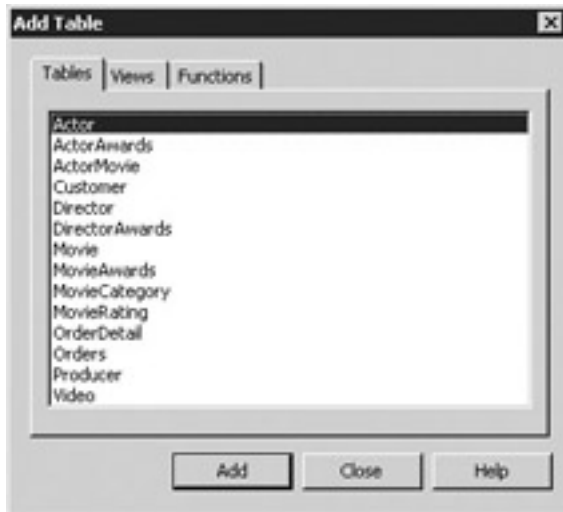 Add Table
Tables Views Functions
Actor
ActorAwards
ActorMovie
Customer
Director
DirectorAwards
Movie
MovieAwards
MovieCategory
MovieRating
OrderDetail
Orders
Producer
Video
Add Close Help